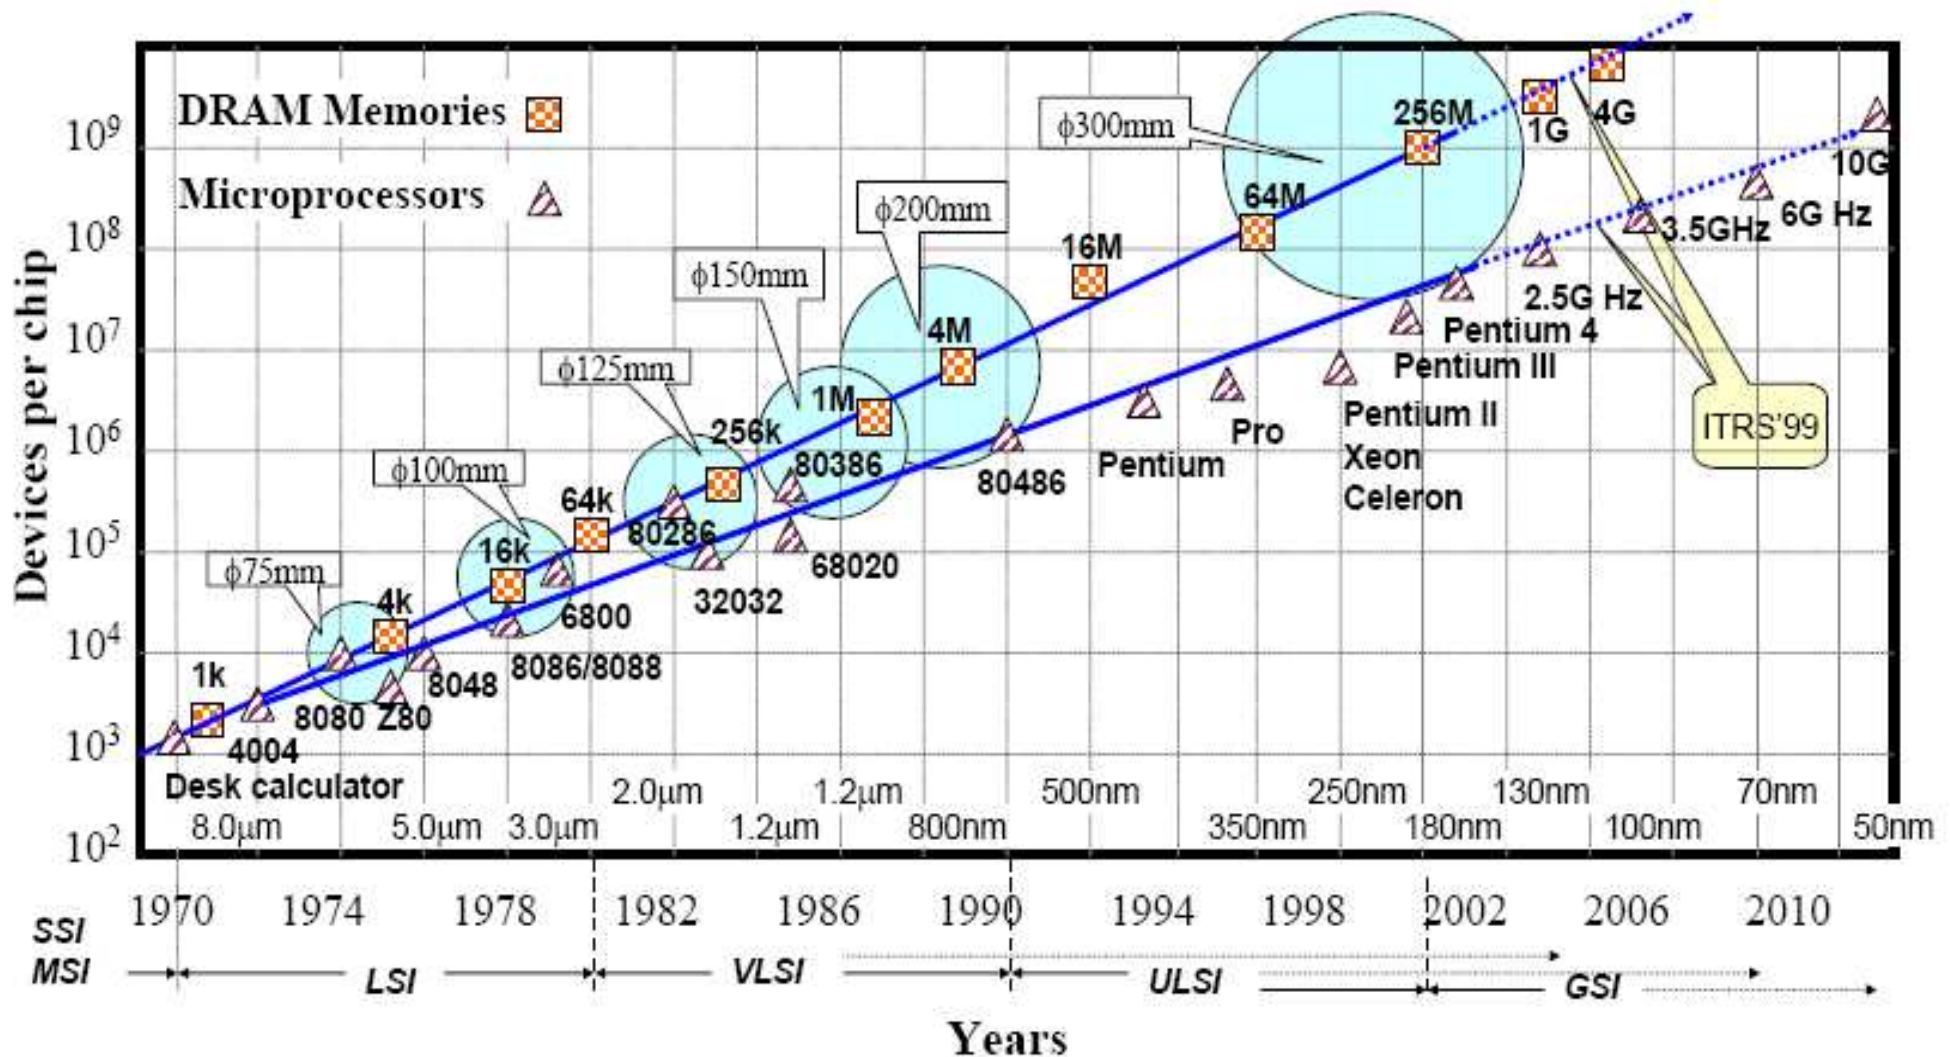 DRAM Memories
Microprocessors
Devices per chip
10⁹
10⁸
10⁷
10⁶
10⁵
10⁴
10³
10²
ϕ75mm
ϕ100mm
ϕ125mm
ϕ150mm
ϕ200mm
ϕ300mm
1k
4k
16k
64k
256k
1M
4M
16M
64M
256M
1G
4G
Desk calculator
4004
8080
Z80
8048
8086/8088
6800
80286
32032
80386
68020
80486
Pentium
Pro
Pentium II
Xeon
Celeron
Pentium III
Pentium 4
2.5G Hz
3.5GHz
6G Hz
10G
ITRS'99
2.0μm
1.2μm
500nm
250nm
130nm
70nm
8.0μm
5.0μm
3.0μm
1.2μm
800nm
350nm
180nm
100nm
50nm
1970
1974
1978
1982
1986
1990
1994
1998
2002
2006
2010
SSI
MSI
LSI
VLSI
ULSI
GSI
Years